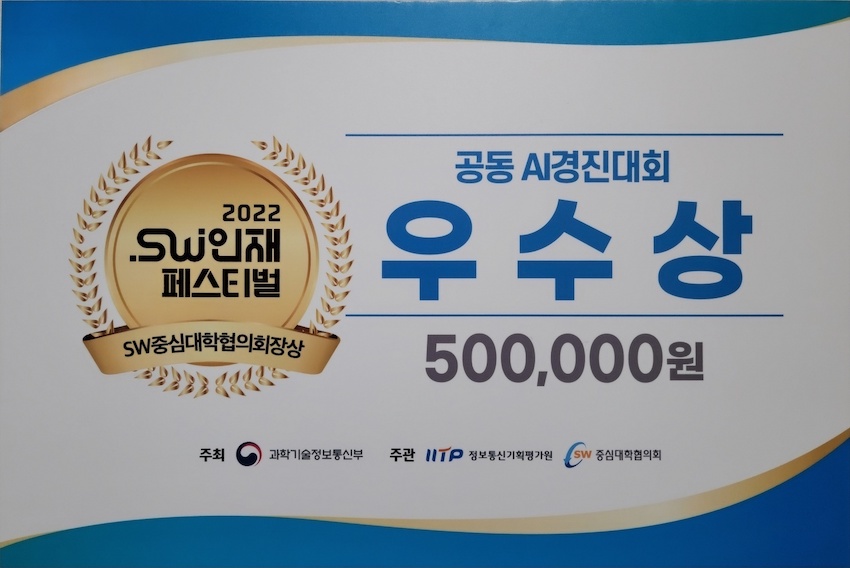 2022
.SW인재
페스티벌
SW중심대학협의회장상
공동 AI경진대회
우수상
500,000원
주최 과학기술정보통신부 주관 IITP 정보통신기획평가원 SW 중심대학협의회